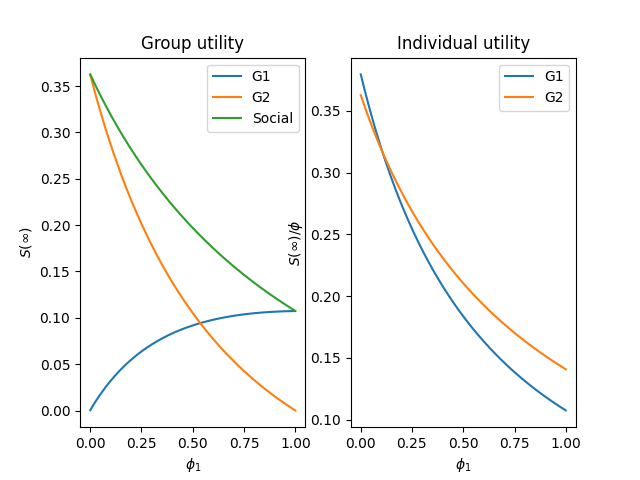 Group utility
G1
G2
Social
S(∞)
0.35
0.30
0.25
0.20
0.15
0.10
0.05
0.00
0.00 0.25 0.50 0.75 1.00
ϕ₁
Individual utility
G1
G2
S(∞)/ϕ
0.35
0.30
0.25
0.20
0.15
0.10
0.00 0.25 0.50 0.75 1.00
ϕ₁